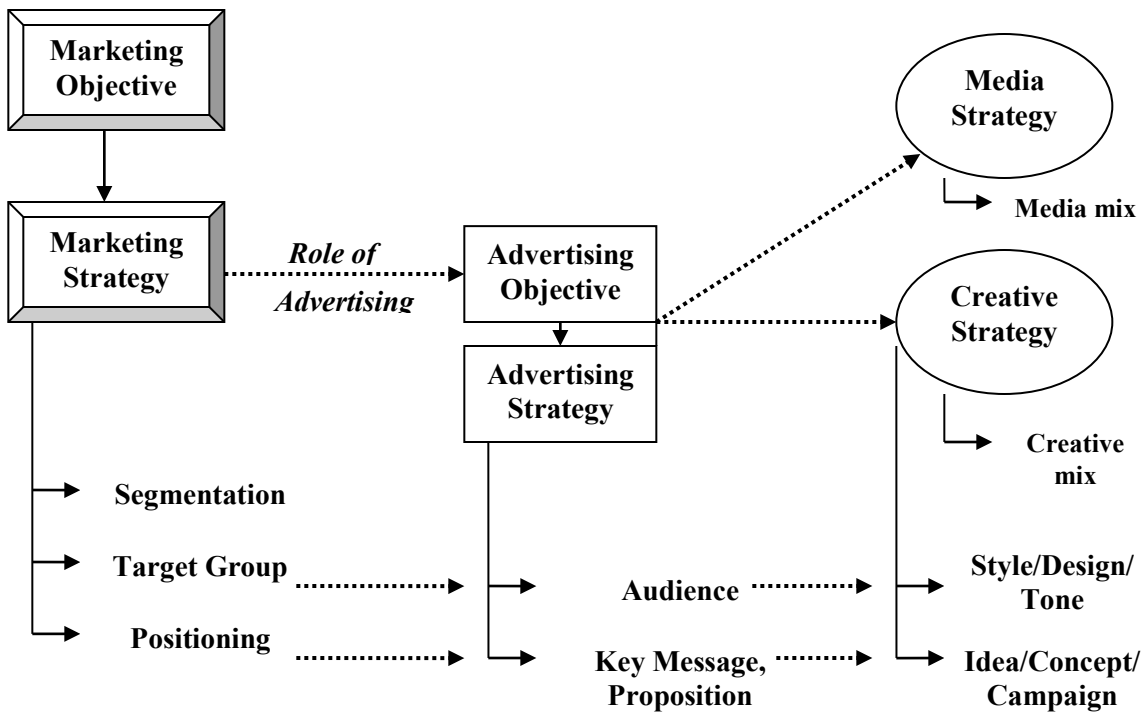 Marketing
Objective
Media
Strategy
Media mix
Marketing
Strategy
Role of
Advertising
Advertising
Objective
Creative
Strategy
Advertising
Strategy
Creative
mix
Segmentation
Target Group
Audience
Style/Design/
Tone
Positioning
Key Message,
Proposition
Idea/Concept/
Campaign